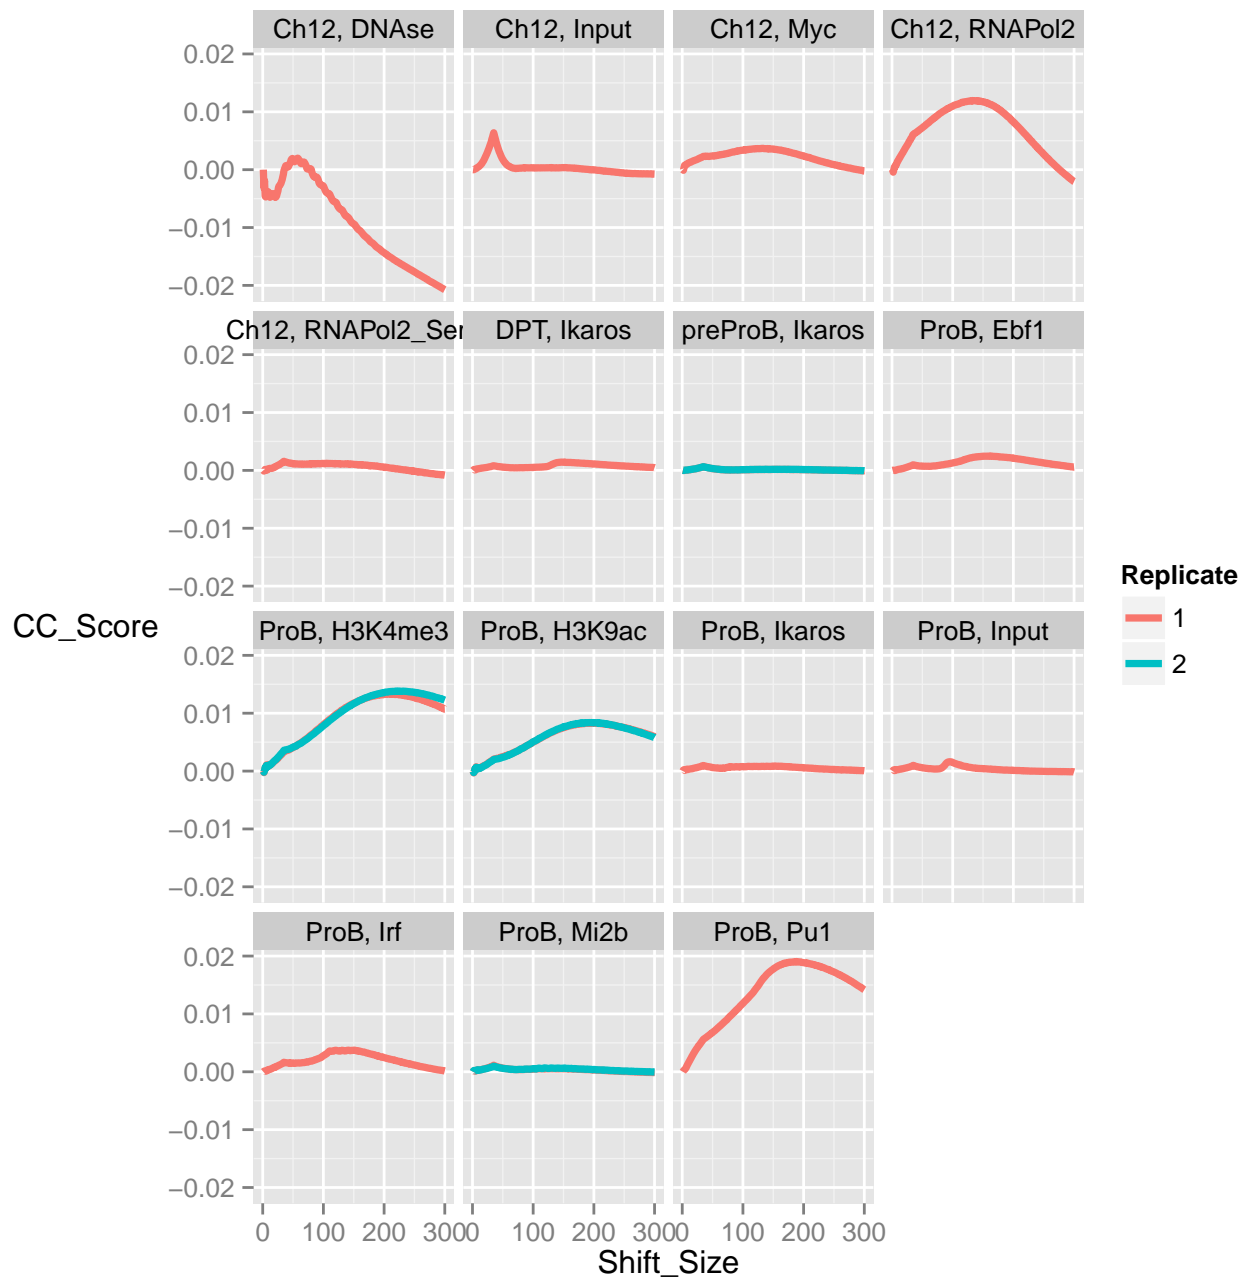 Ch12, DNAse Ch12, Input Ch12, Myc Ch12, RNAPol2
0.02
0.01
0.00
−0.01
−0.02
Ch12, RNAPol2_Ser DPT, Ikaros preProB, Ikaros ProB, Ebf1
0.02
0.01
0.00
−0.01
−0.02
CC_Score
ProB, H3K4me3 ProB, H3K9ac ProB, Ikaros ProB, Input
0.02
0.01
0.00
−0.01
−0.02
ProB, Irf ProB, Mi2b ProB, Pu1
0.02
0.01
0.00
−0.01
−0.02
0 100 200 300 0 100 200 300 0 100 200 300
Shift_Size
Replicate
1
2